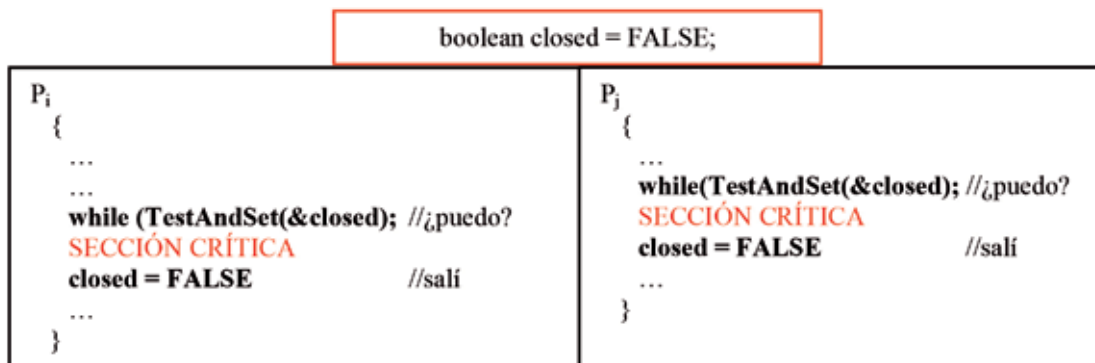 boolean closed = FALSE;
Pi
{
…
…
while (TestAndSet(&closed); //¿puedo?
SECCIÓN CRÍTICA
closed = FALSE //salí
…
}
Pj
{
…
while(TestAndSet(&closed); //¿puedo?
SECCIÓN CRÍTICA
closed = FALSE //salí
…
}